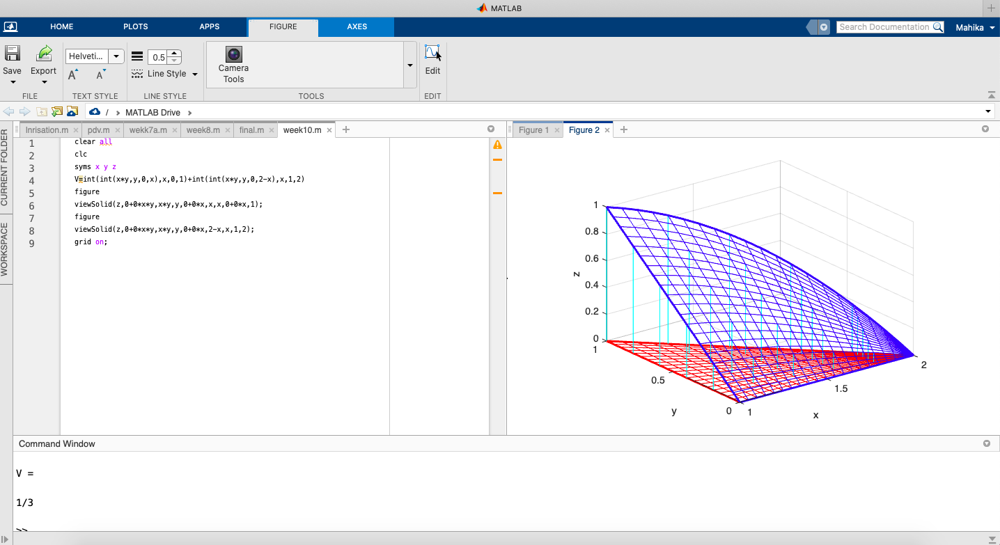 MATLAB
HOME PLOTS APPS FIGURE AXES Search Documentation Mahika
Helveti... 0.5
Save Export Line Style Camera Tools Edit
FILE TEXT STYLE LINE STYLE TOOLS EDIT
/ MATLAB Drive
CURRENT FOLDER
WORKSPACE
Inrisation.m pdv.m wekk7a.m week8.m final.m week10.m
1 clear all
2 clc
3 syms x y z
4 V=int(int(x*y,y,0,x),x,0,1)+int(int(x*y,y,0,2-x),x,1,2)
5 figure
6 viewSolid(z,0+0*x*y,x*y,y,0+0*x,x,x,0+0*x,1);
7 figure
8 viewSolid(z,0+0*x*y,x*y,y,0+0*x,2-x,x,1,2);
9 grid on;
Figure 1 Figure 2
1
0.8
0.6
z
0.4
0.2
0
1
2
0.5
1.5
y 0 1 x
Command Window
V =
1/3
>>